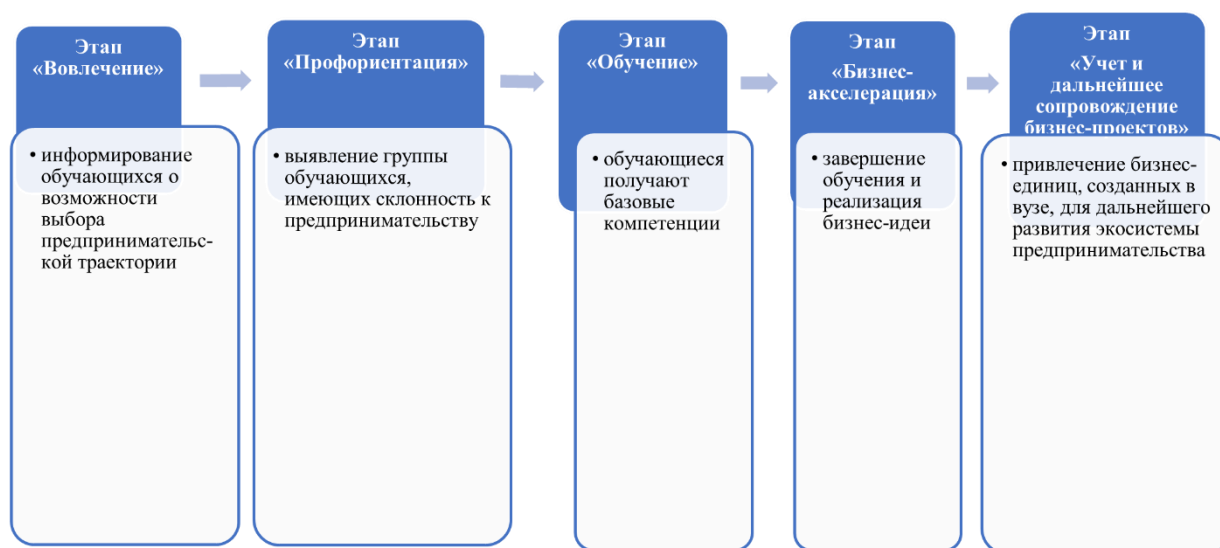 Этап
«Вовлечение»
• информирование
обучающихся о
возможности
выбора
предпринимательс-
кой траектории
Этап
«Профориентация»
• выявление группы
обучающихся,
имеющих склонность к
предпринимательству
Этап
«Обучение»
• обучающиеся
получают
базовые
компетенции
Этап
«Бизнес-
акселерация»
• завершение
обучения и
реализация
бизнес-идеи
Этап
«Учет и
дальнейшее
сопровождение
бизнес-проектов»
• привлечение бизнес-
единиц, созданных в
вузе, для дальнейшего
развития экосистемы
предпринимательства